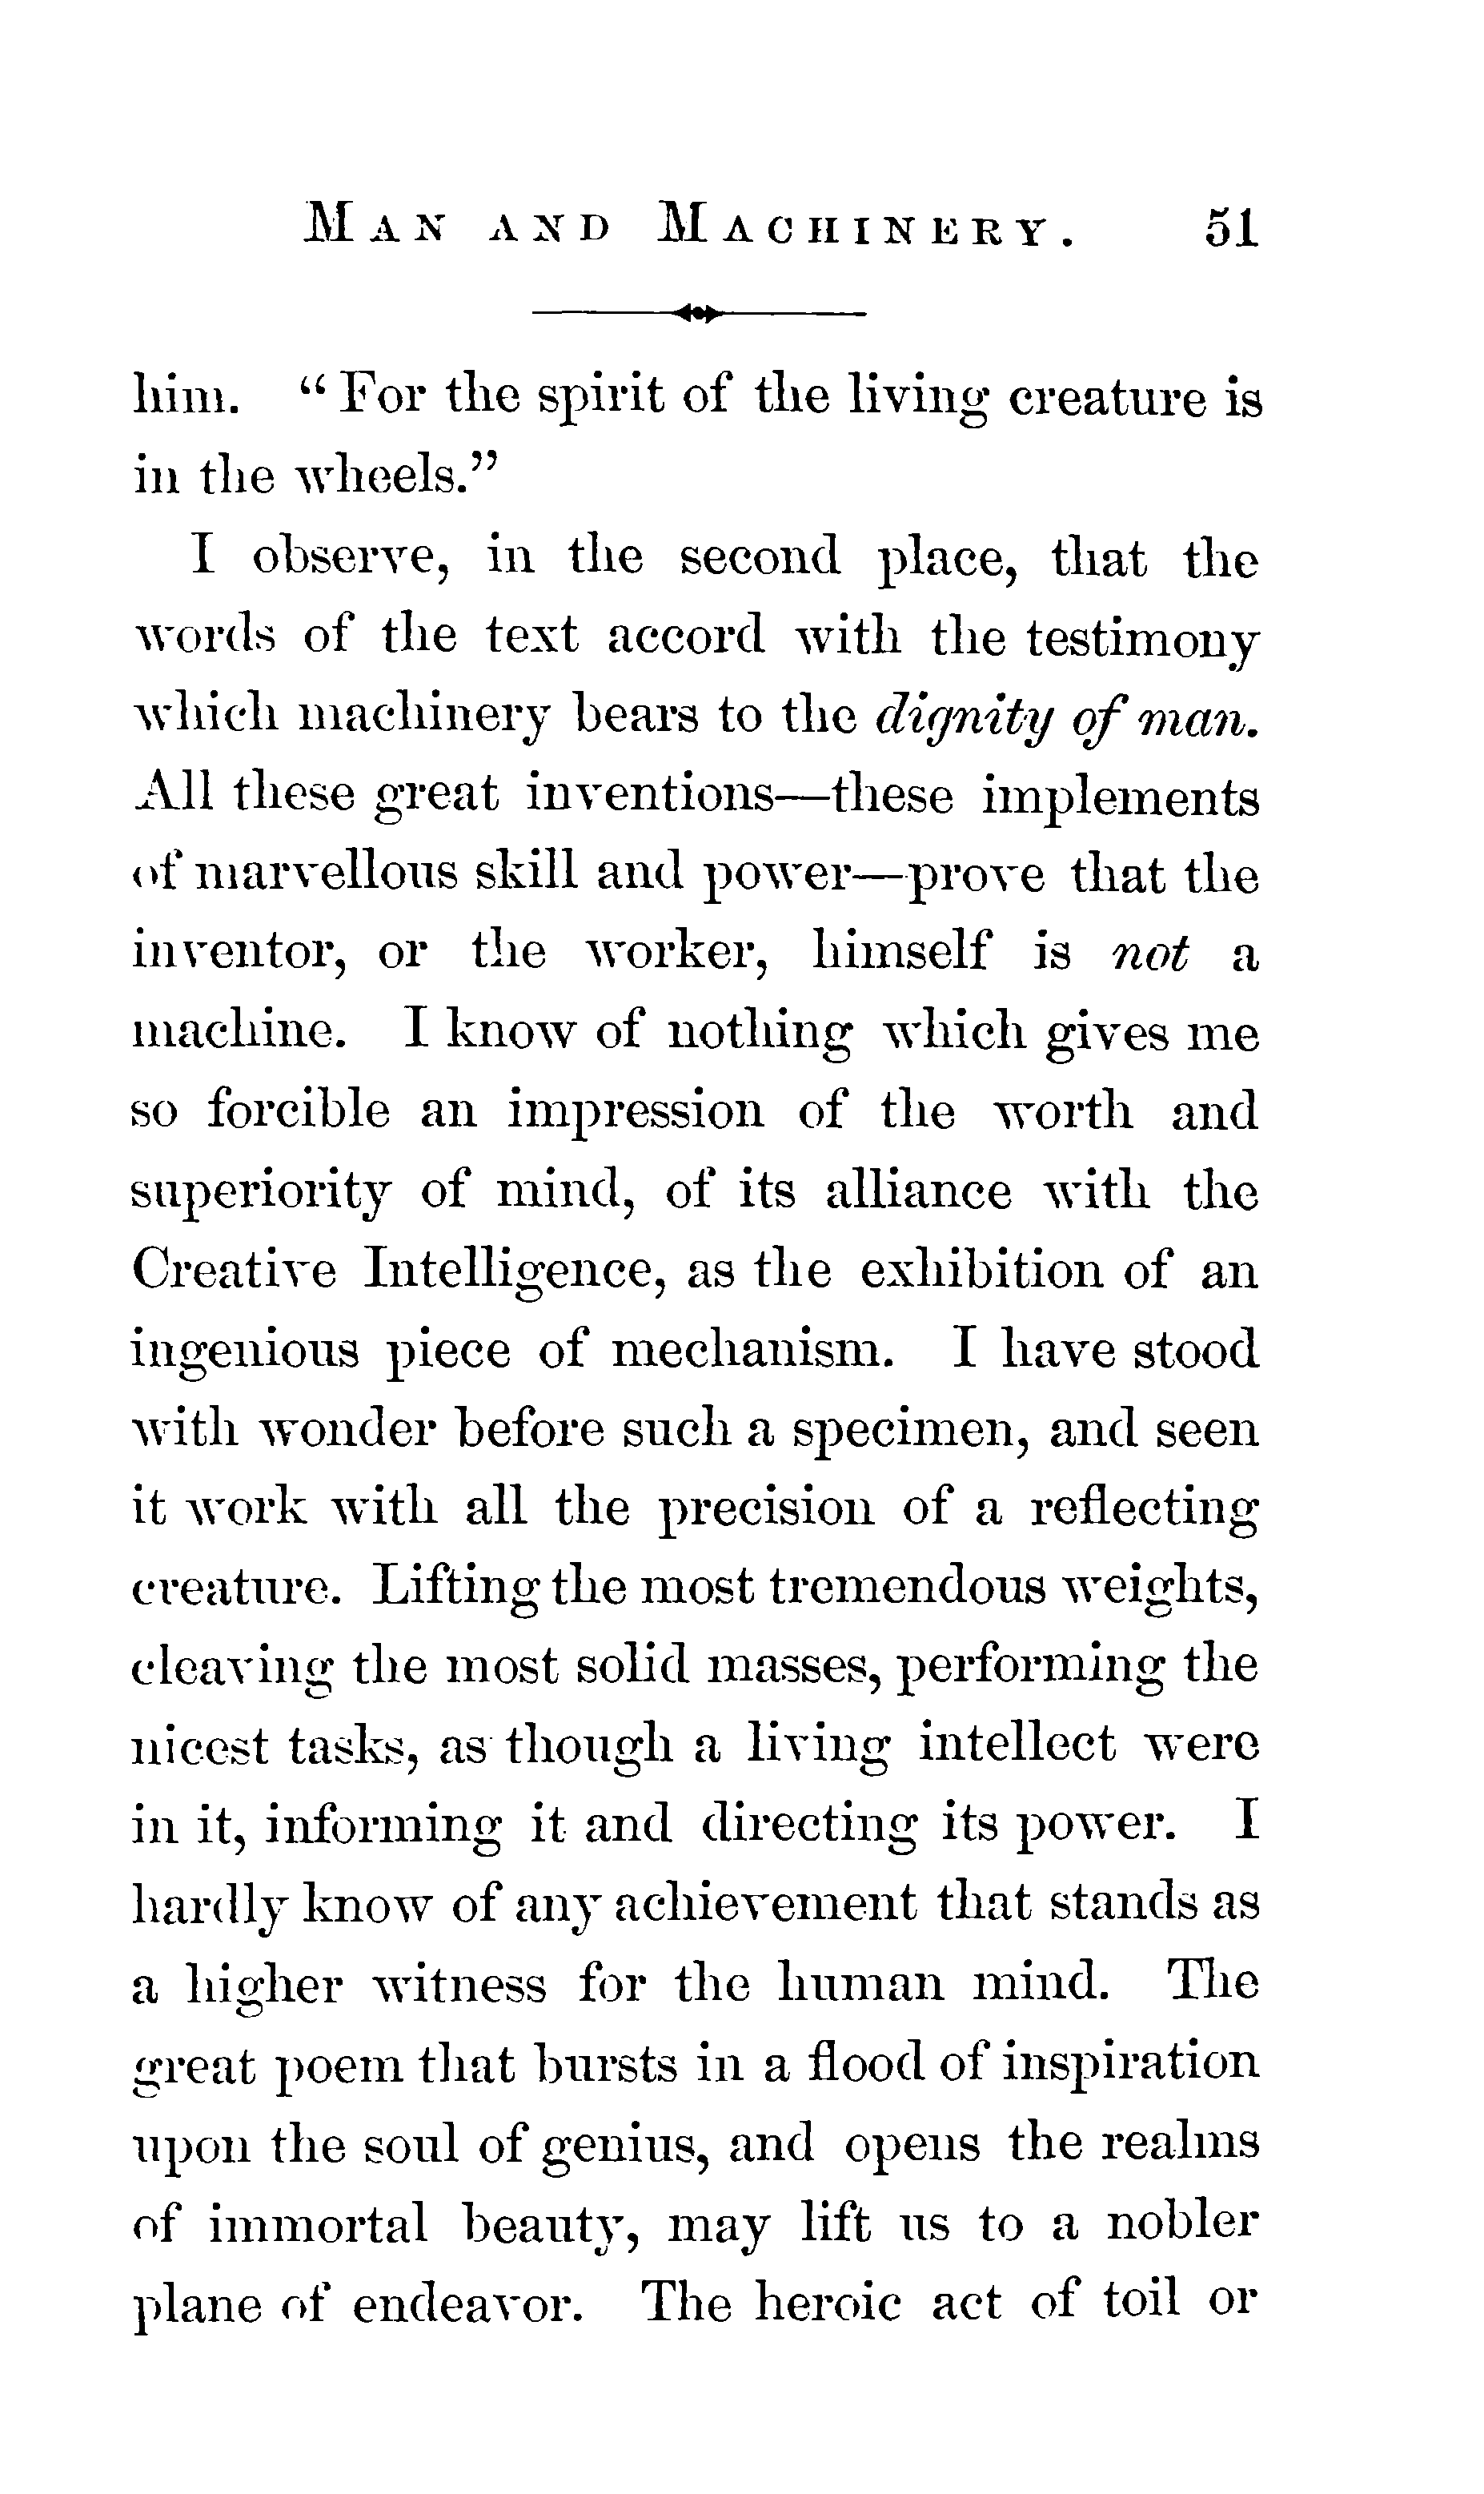 MAN AND MACHINERY. 51
him. "For the spirit of the living creature is
in the wheels."
I observe, in the second place, that the
words of the text accord with the testimony
which machinery bears to the dignity of man.
All these great inventions—these implements
of marvellous skill and power—prove that the
inventor, or the worker, himself is not a
machine. I know of nothing which gives me
so forcible an impression of the worth and
superiority of mind, of its alliance with the
Creative Intelligence, as the exhibition of an
ingenious piece of mechanism. I have stood
with wonder before such a specimen, and seen
it work with all the precision of a reflecting
creature. Lifting the most tremendous weights,
cleaving the most solid masses, performing the
nicest tasks, as though a living intellect were
in it, informing it and directing its power. I
hardly know of any achievement that stands as
a higher witness for the human mind. The
great poem that bursts in a flood of inspiration
upon the soul of genius, and opens the realms
of immortal beauty, may lift us to a nobler
plane of endeavor. The heroic act of toil or